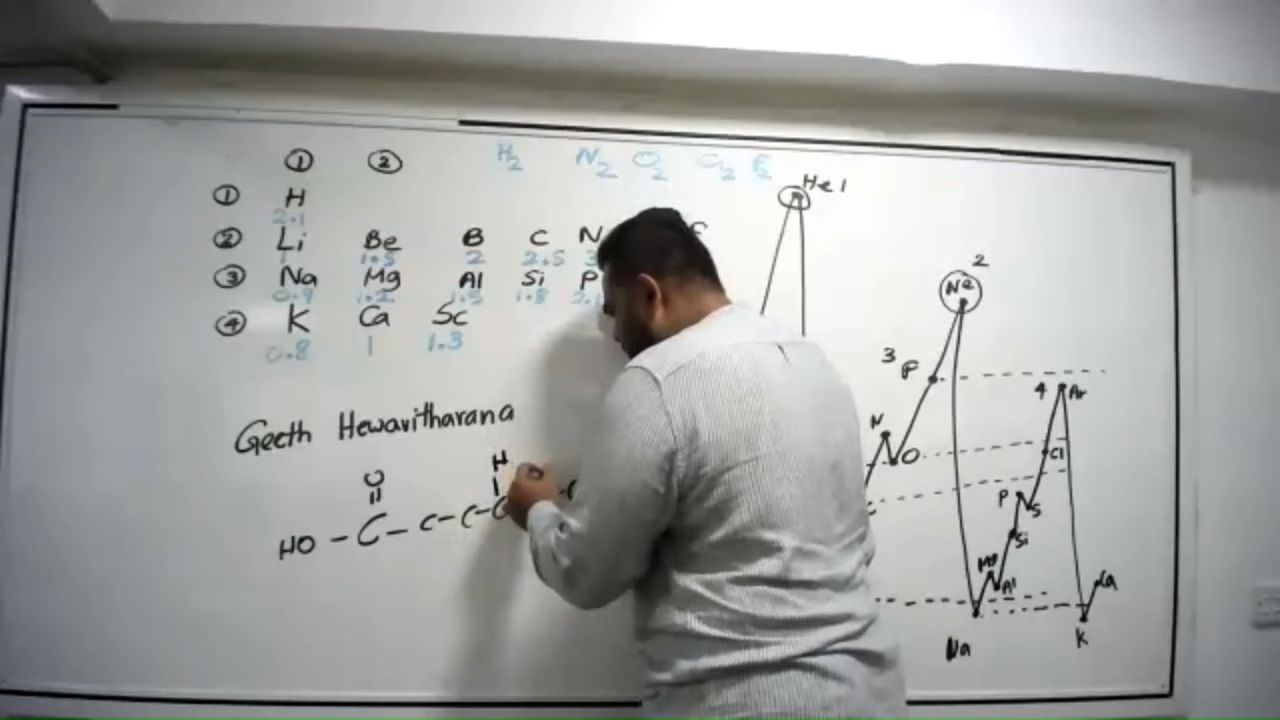 ① ②
H₂ N₂ O₂ F₂
① H
2.1
② Li Be B C N
1 1.5 2 2.5 3
③ Na Mg Al Si P
0.9 1.2 1.5 1.8 2.1
④ K Ca Sc
0.8 1 1.3
Geeth Hewavitharana
O
HO - C - C - C - C
H
He 1
2
Ne
3 F
N
O
C
4 Ar
Cl
P
S
Si
Mg
Al
Ca
Na
K